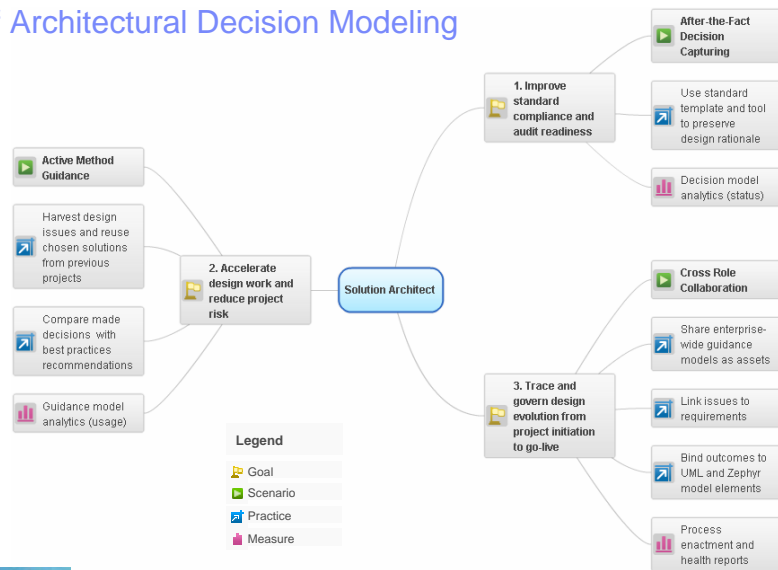 Architectural Decision Modeling
After-the-Fact
Decision
Capturing
1. Improve
standard
compliance and
audit readiness
Use standard
template and tool
to preserve
design rationale
Decision model
analytics (status)
Active Method
Guidance
Harvest design
issues and reuse
chosen solutions
from previous
projects
2. Accelerate
design work and
reduce project
risk
Compare made
decisions with
best practices
recommendations
Guidance model
analytics (usage)
Solution Architect
Cross Role
Collaboration
Share enterprise-
wide guidance
models as assets
3. Trace and
govern design
evolution from
project initiation
to go-live
Link issues to
requirements
Bind outcomes to
UML and Zephyr
model elements
Process
enactment and
health reports
Legend
Goal
Scenario
Practice
Measure